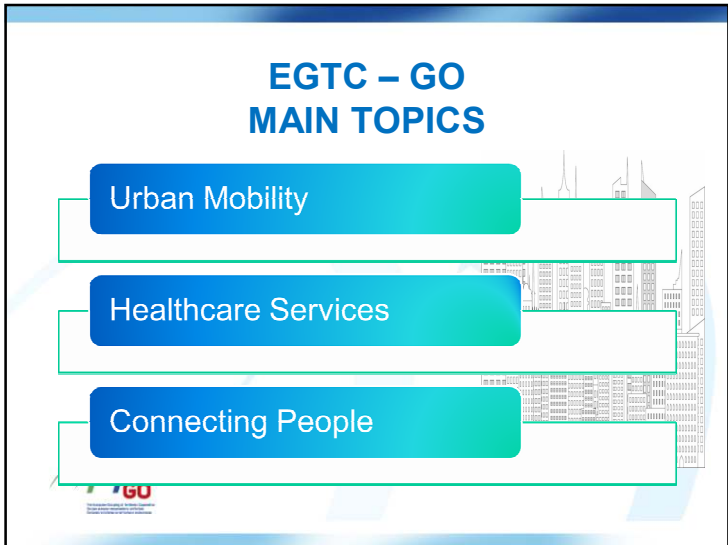 EGTC – GO
MAIN TOPICS
Urban Mobility
Healthcare Services
Connecting People
GO